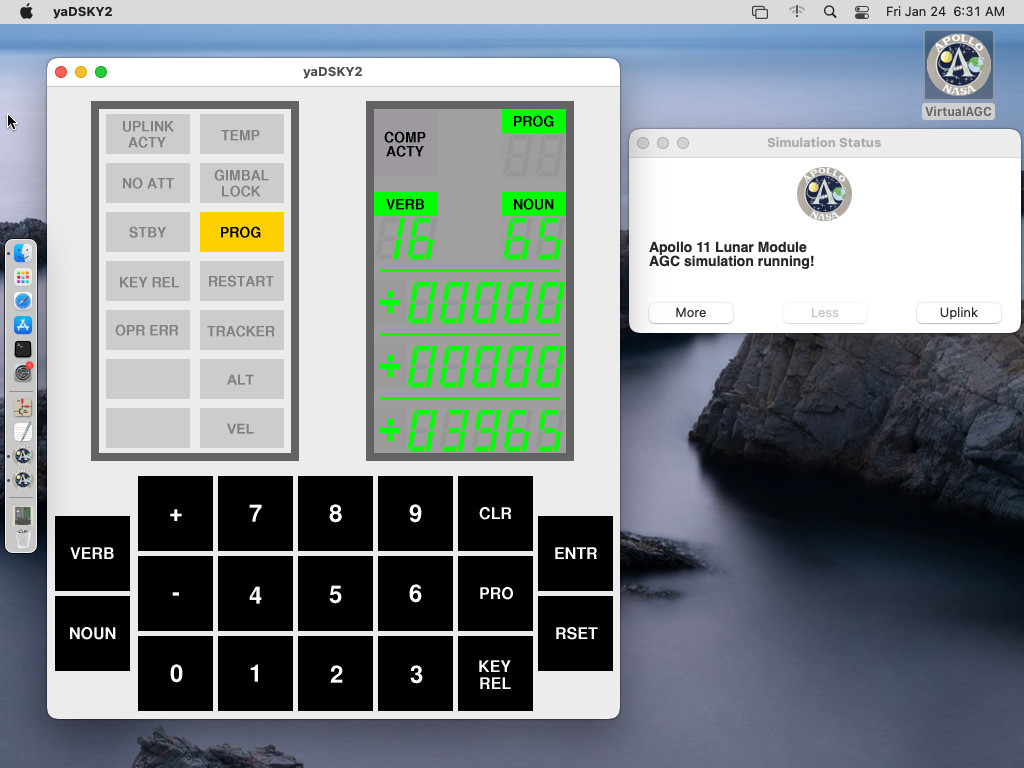 yaDSKY2
Fri Jan 24 6:31 AM
yaDSKY2
UPLINK
ACTY
TEMP
NO ATT
GIMBAL
LOCK
STBY
PROG
KEY REL
RESTART
OPR ERR
TRACKER
ALT
VEL
COMP
ACTY
PROG
VERB
NOUN
16
65
+00000
+00000
+03965
VERB
NOUN
+
7
8
9
CLR
-
4
5
6
PRO
0
1
2
3
KEY
REL
ENTR
RSET
APOLLO
NASA
VirtualAGC
Simulation Status
APOLLO
NASA
Apollo 11 Lunar Module
AGC simulation running!
More
Less
Uplink